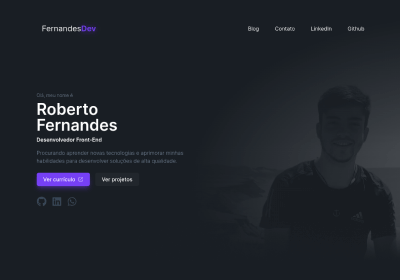 FernandesDev
Blog
Contato
LinkedIn
Github
Olá, meu nome é
Roberto
Fernandes
Desenvolvedor Front-End
Procurando aprender novas tecnologias e aprimorar minhas
habilidades para desenvolver soluções de alta qualidade.
Ver currículo
Ver projetos